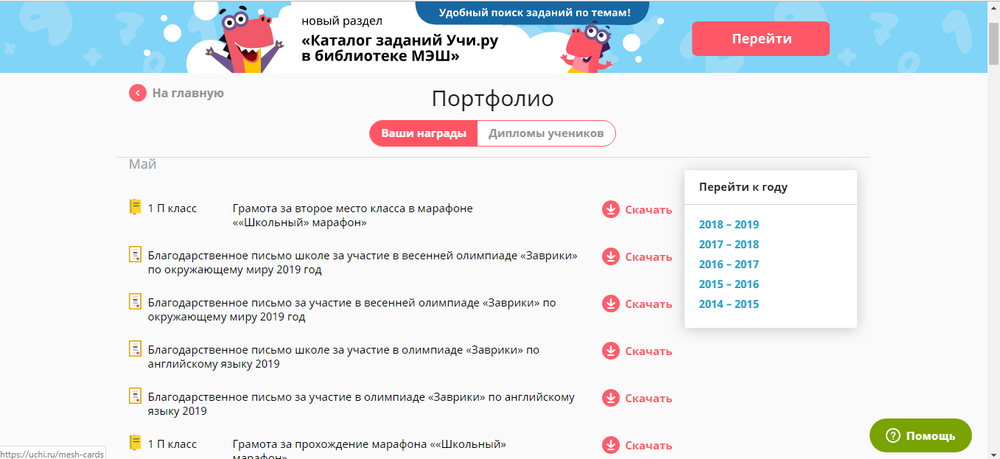 Удобный поиск заданий по темам!
новый раздел
«Каталог заданий Учи.ру
в библиотеке МЭШ»
Перейти
На главную
Портфолио
Ваши награды
Дипломы учеников
Май
1 П класс
Грамота за второе место класса в марафоне
««Школьный» марафон»
Скачать
Благодарственное письмо школе за участие в весенней олимпиаде «Заврики»
по окружающему миру 2019 год
Скачать
Благодарственное письмо за участие в весенней олимпиаде «Заврики» по
окружающему миру 2019 год
Скачать
Благодарственное письмо школе за участие в олимпиаде «Заврики» по
английскому языку 2019
Скачать
Благодарственное письмо за участие в олимпиаде «Заврики» по английскому
языку 2019
Скачать
1 П класс
Грамота за прохождение марафона ««Школьный»
марафон»
Скачать
Перейти к году
2018 – 2019
2017 – 2018
2016 – 2017
2015 – 2016
2014 – 2015
Помощь
https://uchi.ru/mesh-cards